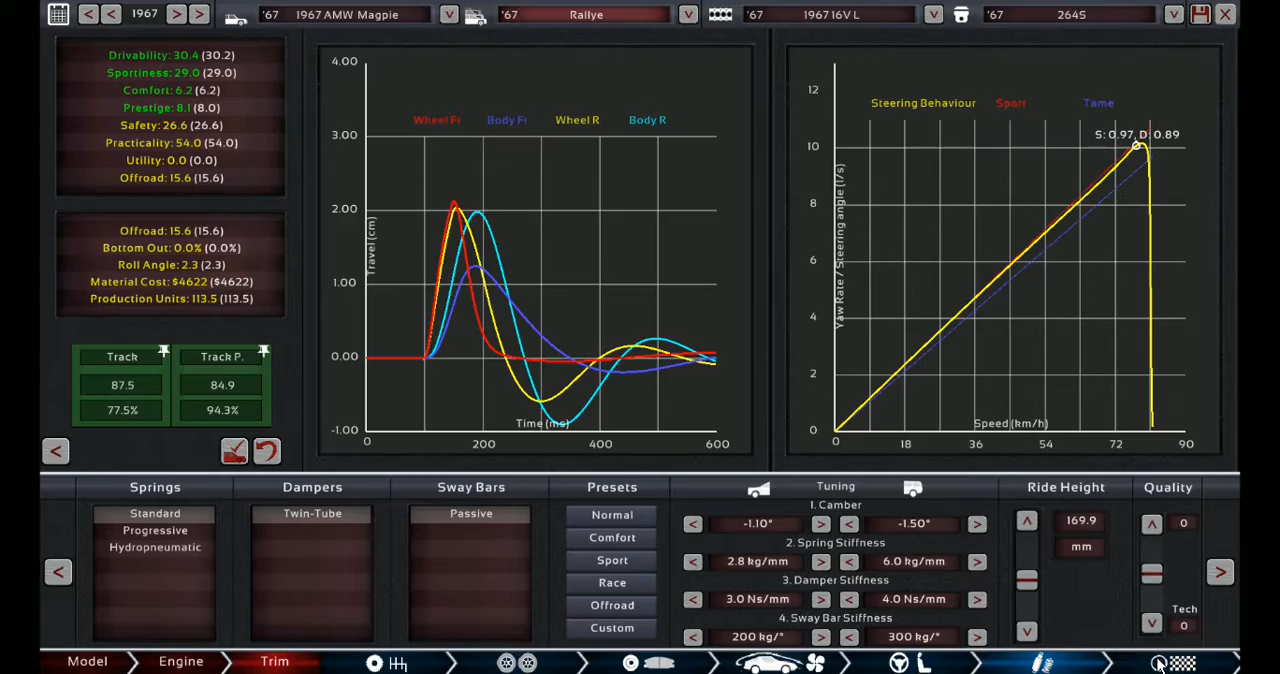 1967 '67 1967 AMW Magpie '67 Rallye '67 1967 16V L '67 264S
Drivability: 30.4 (30.2)
Sportiness: 29.0 (29.0)
Comfort: 6.2 (6.2)
Prestige: 8.1 (8.0)
Safety: 26.6 (26.6)
Practicality: 54.0 (54.0)
Utility: 0.0 (0.0)
Offroad: 15.6 (15.6)
Offroad: 15.6 (15.6)
Bottom Out: 0.0% (0.0%)
Roll Angle: 2.3 (2.3)
Material Cost: $4622 ($4622)
Production Units: 113.5 (113.5)
Track Track P.
87.5 84.9
77.5% 94.3%
4.00
Wheel Fr Body Fr Wheel R Body R
3.00
2.00
Travel (cm)
1.00
0.00
-1.00
Time (ms)
0 200 400 600
12
Steering Behaviour Sport Tame
S: 0.97, D: 0.89
10
8
Yaw Rate / Steering angle (1/s)
6
4
2
0
Speed (km/h)
0 18 36 54 72 90
Springs Dampers Sway Bars Presets Tuning Ride Height Quality
Standard
Progressive
Hydropneumatic
Twin-Tube
Passive
Normal
Comfort
Sport
Race
Offroad
Custom
1. Camber
-1.10° -1.50°
2. Spring Stiffness
2.8 kg/mm 6.0 kg/mm
3. Damper Stiffness
3.0 Ns/mm 4.0 Ns/mm
4. Sway Bar Stiffness
200 kg/° 300 kg/°
169.9
mm
0
Tech
0
Model Engine Trim